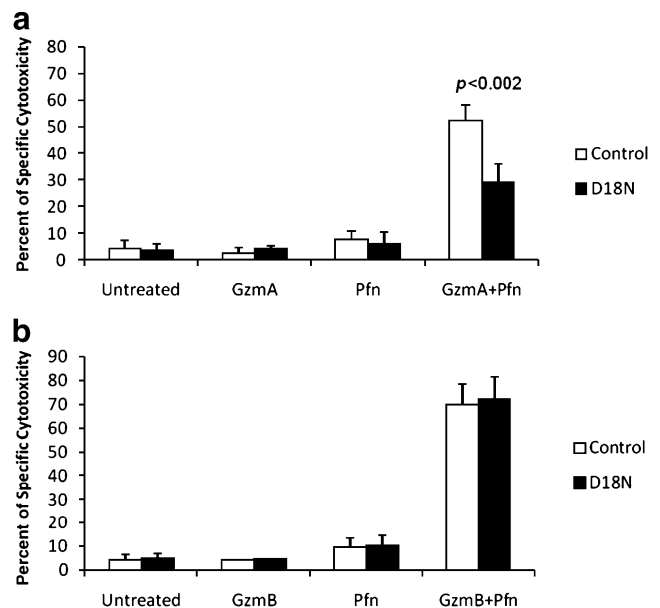 a
Percent of Specific Cytotoxicity
80
70
60
50
40
30
20
10
0
p<0.002
Control
D18N
Untreated GzmA Pfn GzmA+Pfn
b
Percent of Specific Cytotoxicity
90
80
70
60
50
40
30
20
10
0
Control
D18N
Untreated GzmB Pfn GzmB+Pfn